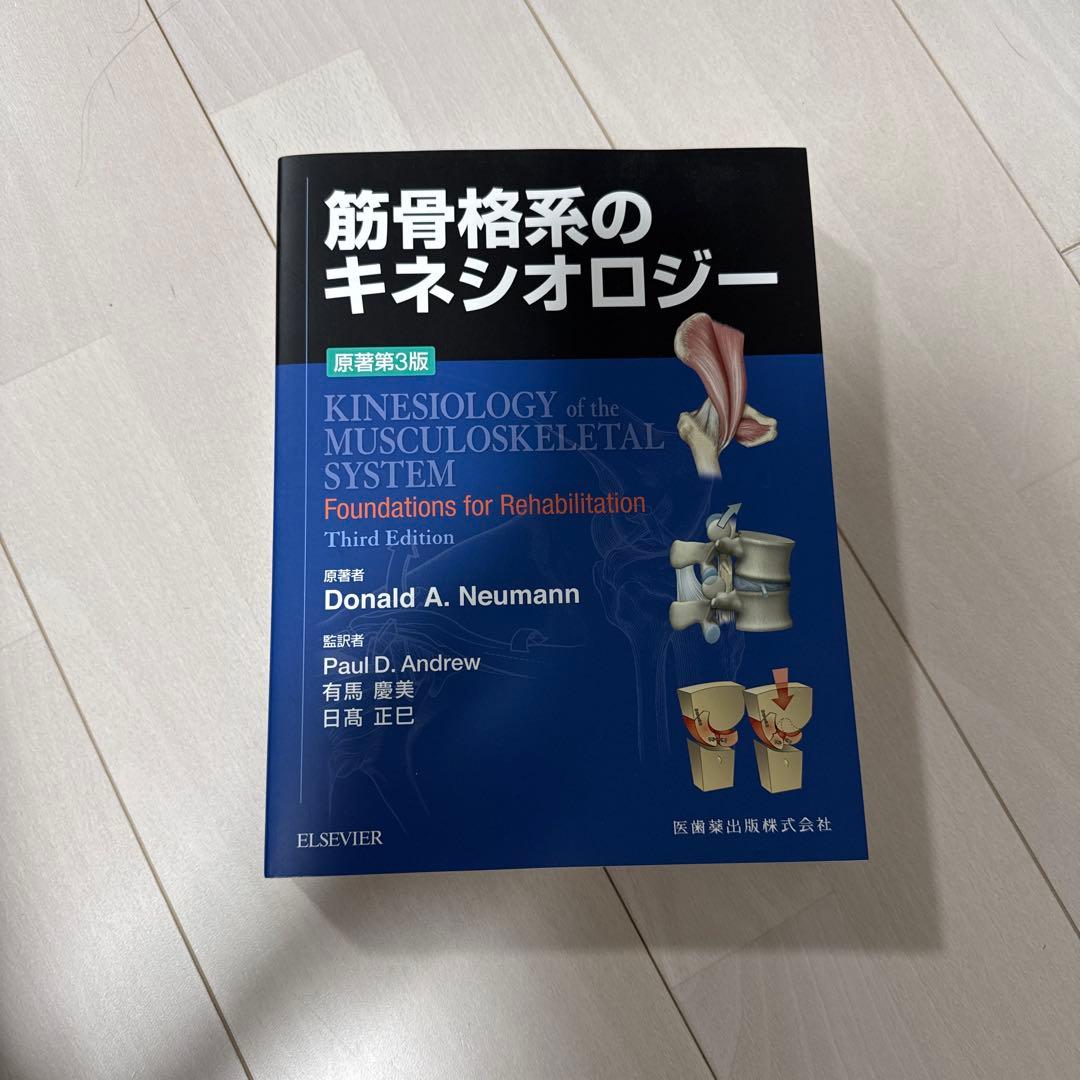 筋骨格系の
キネシオロジー
原著第3版
KINESIOLOGY of the
MUSCULOSKELETAL
SYSTEM
Foundations for Rehabilitation
Third Edition
原著者
Donald A. Neumann
監訳者
Paul D. Andrew
有馬 慶美
日髙 正巳
ELSEVIER
医歯薬出版株式会社